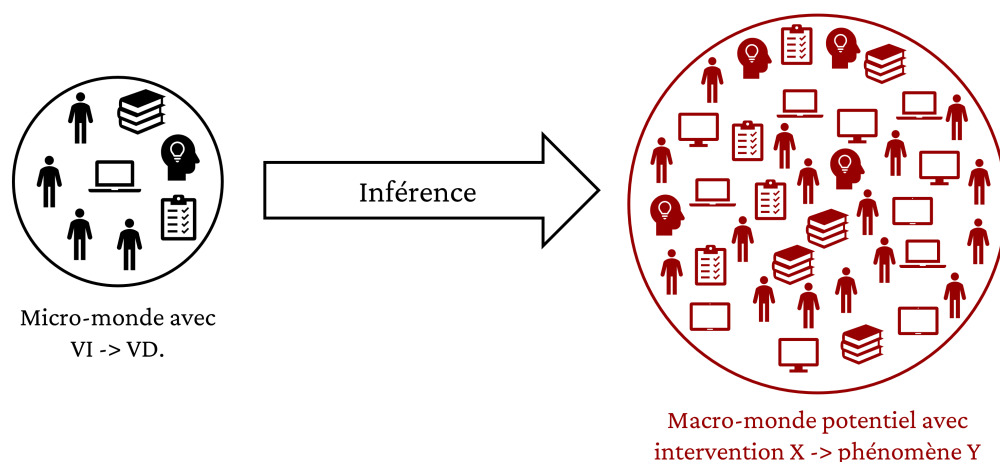 Inférence
Micro-monde avec
VI -> VD.
Macro-monde potentiel avec
intervention X -> phénomène Y